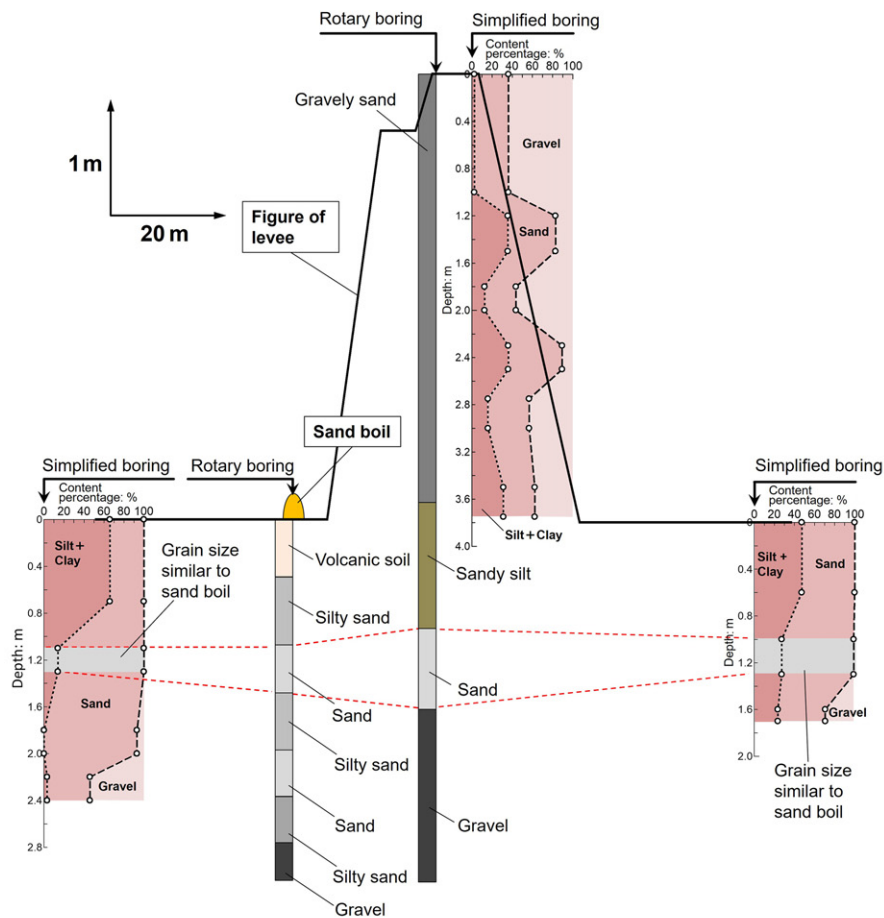 Rotary boring
Simplified boring
Content
percentage: %
0 20 40 60 80 100
Gravely sand
0
0.4
0.8
1.2
1.6
2.0
2.4
2.8
3.2
3.6
4.0
Depth: m
Gravel
Sand
Silt+Clay
1 m
20 m
Figure of
levee
Sand boil
Simplified boring
Rotary boring
Content
percentage: %
0 20 40 60 80 100
0
0.4
0.8
1.2
1.6
2.0
2.4
2.8
Depth: m
Silt+
Clay
Grain size
similar to
sand boil
Sand
Gravel
Volcanic soil
Silty sand
Sand
Silty sand
Sand
Silty sand
Gravel
Sandy silt
Sand
Gravel
Simplified boring
Content
percentage: %
0 20 40 60 80 100
0
0.4
0.8
1.2
1.6
2.0
Depth: m
Silt +
Clay
Sand
Gravel
Grain size
similar to
sand boil